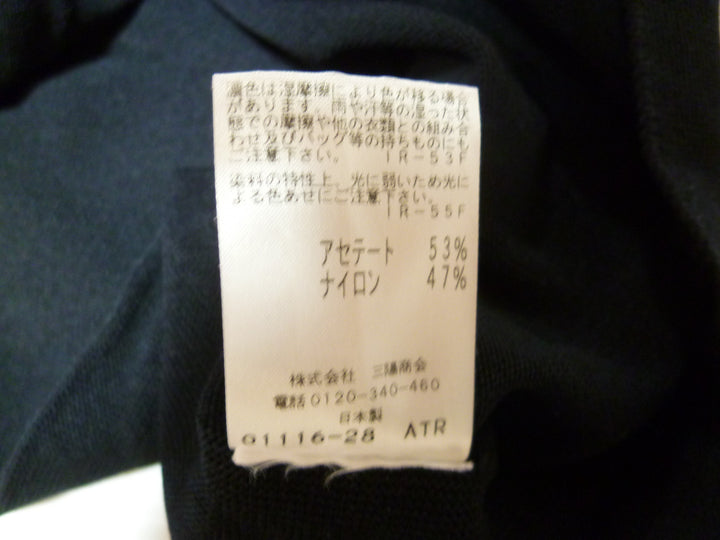 濃色は湿摩擦により色が移る場合
があります。雨や汗等の湿った状
態での摩擦や他の衣類との組み合
わせ及びバッグ等の持ちものにも
ご注意下さい。 IR-53F
染料の特性上、光に弱いため光に
よる色あせにご注意下さい。
IR-55F
アセテート 53%
ナイロン 47%
株式会社 三陽商会
電話0120-340-460
日本製
91116-28 ATR